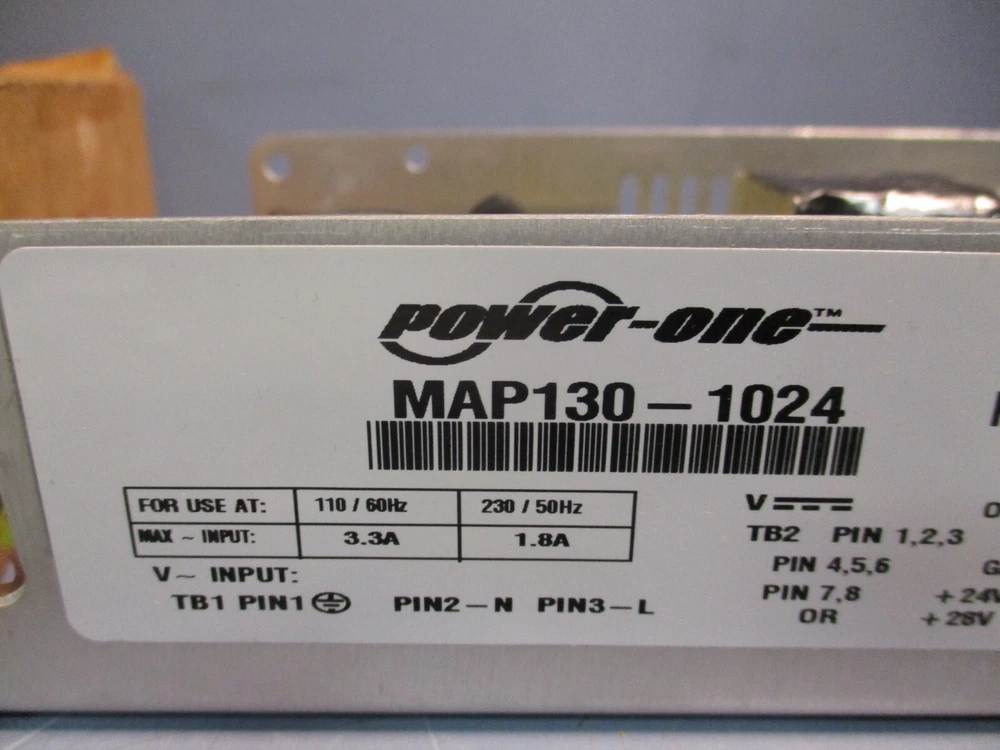 power-one™
MAP130-1024
FOR USE AT: 110 / 60Hz 230 / 50Hz
MAX ~ INPUT: 3.3A 1.8A
V~ INPUT:
TB1 PIN1 PIN2-N PIN3-L
V⎓
TB2 PIN 1,2,3
PIN 4,5,6
PIN 7,8 +24V
OR +28V